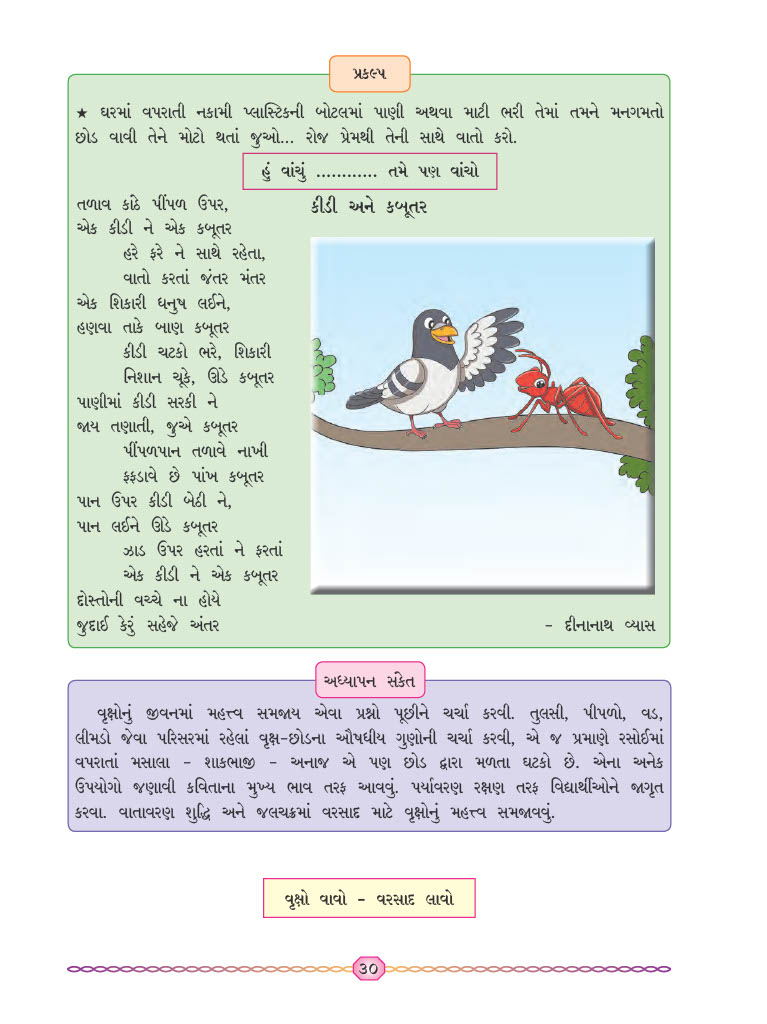 પ્રકલ્પ
★ ઘરમાં વપરાતી નકામી પ્લાસ્ટિકની બોટલમાં પાણી અથવા માટી ભરી તેમાં તમને મનગમતો
છોડ વાવી તેને મોટો થતાં જુઓ... રોજ પ્રેમથી તેની સાથે વાતો કરો.
હું વાંચું ............ તમે પણ વાંચો
કીડી અને કબૂતર
તળાવ કાંઠે પીંપળ ઉપર,
એક કીડી ને એક કબૂતર
હરે ફરે ને સાથે રહેતા,
વાતો કરતાં જંતર મંતર
એક શિકારી ધનુષ લઈને,
હણવા તાકે બાણ કબૂતર
કીડી ચટકો ભરે, શિકારી
નિશાન ચૂકે, ઊડે કબૂતર
પાણીમાં કીડી સરકી ને
જાય તણાતી, જુએ કબૂતર
પીંપળપાન તળાવે નાખી
ફફડાવે છે પાંખ કબૂતર
પાન ઉપર કીડી બેઠી ને,
પાન લઈને ઊડે કબૂતર
ઝાડ ઉપર હરતાં ને ફરતાં
એક કીડી ને એક કબૂતર
દોસ્તોની વચ્ચે ના હોયે
જુદાઈ કેરું સહેજે અંતર
- દીનાનાથ વ્યાસ
અધ્યાપન સંકેત
વૃક્ષોનું જીવનમાં મહત્ત્વ સમજાય એવા પ્રશ્નો પૂછીને ચર્ચા કરવી. તુલસી, પીપળો, વડ,
લીમડો જેવા પરિસરમાં રહેલાં વૃક્ષ-છોડના ઔષધીય ગુણોની ચર્ચા કરવી, એ જ પ્રમાણે રસોઈમાં
વપરાતાં મસાલા - શાકભાજી - અનાજ એ પણ છોડ દ્વારા મળતા ઘટકો છે. એના અનેક
ઉપયોગો જણાવી કવિતાના મુખ્ય ભાવ તરફ આવવું. પર્યાવરણ રક્ષણ તરફ વિદ્યાર્થીઓને જાગૃત
કરવા. વાતાવરણ શુદ્ધિ અને જલચક્રમાં વરસાદ માટે વૃક્ષોનું મહત્ત્વ સમજાવવું.
વૃક્ષો વાવો - વરસાદ લાવો
૩૦